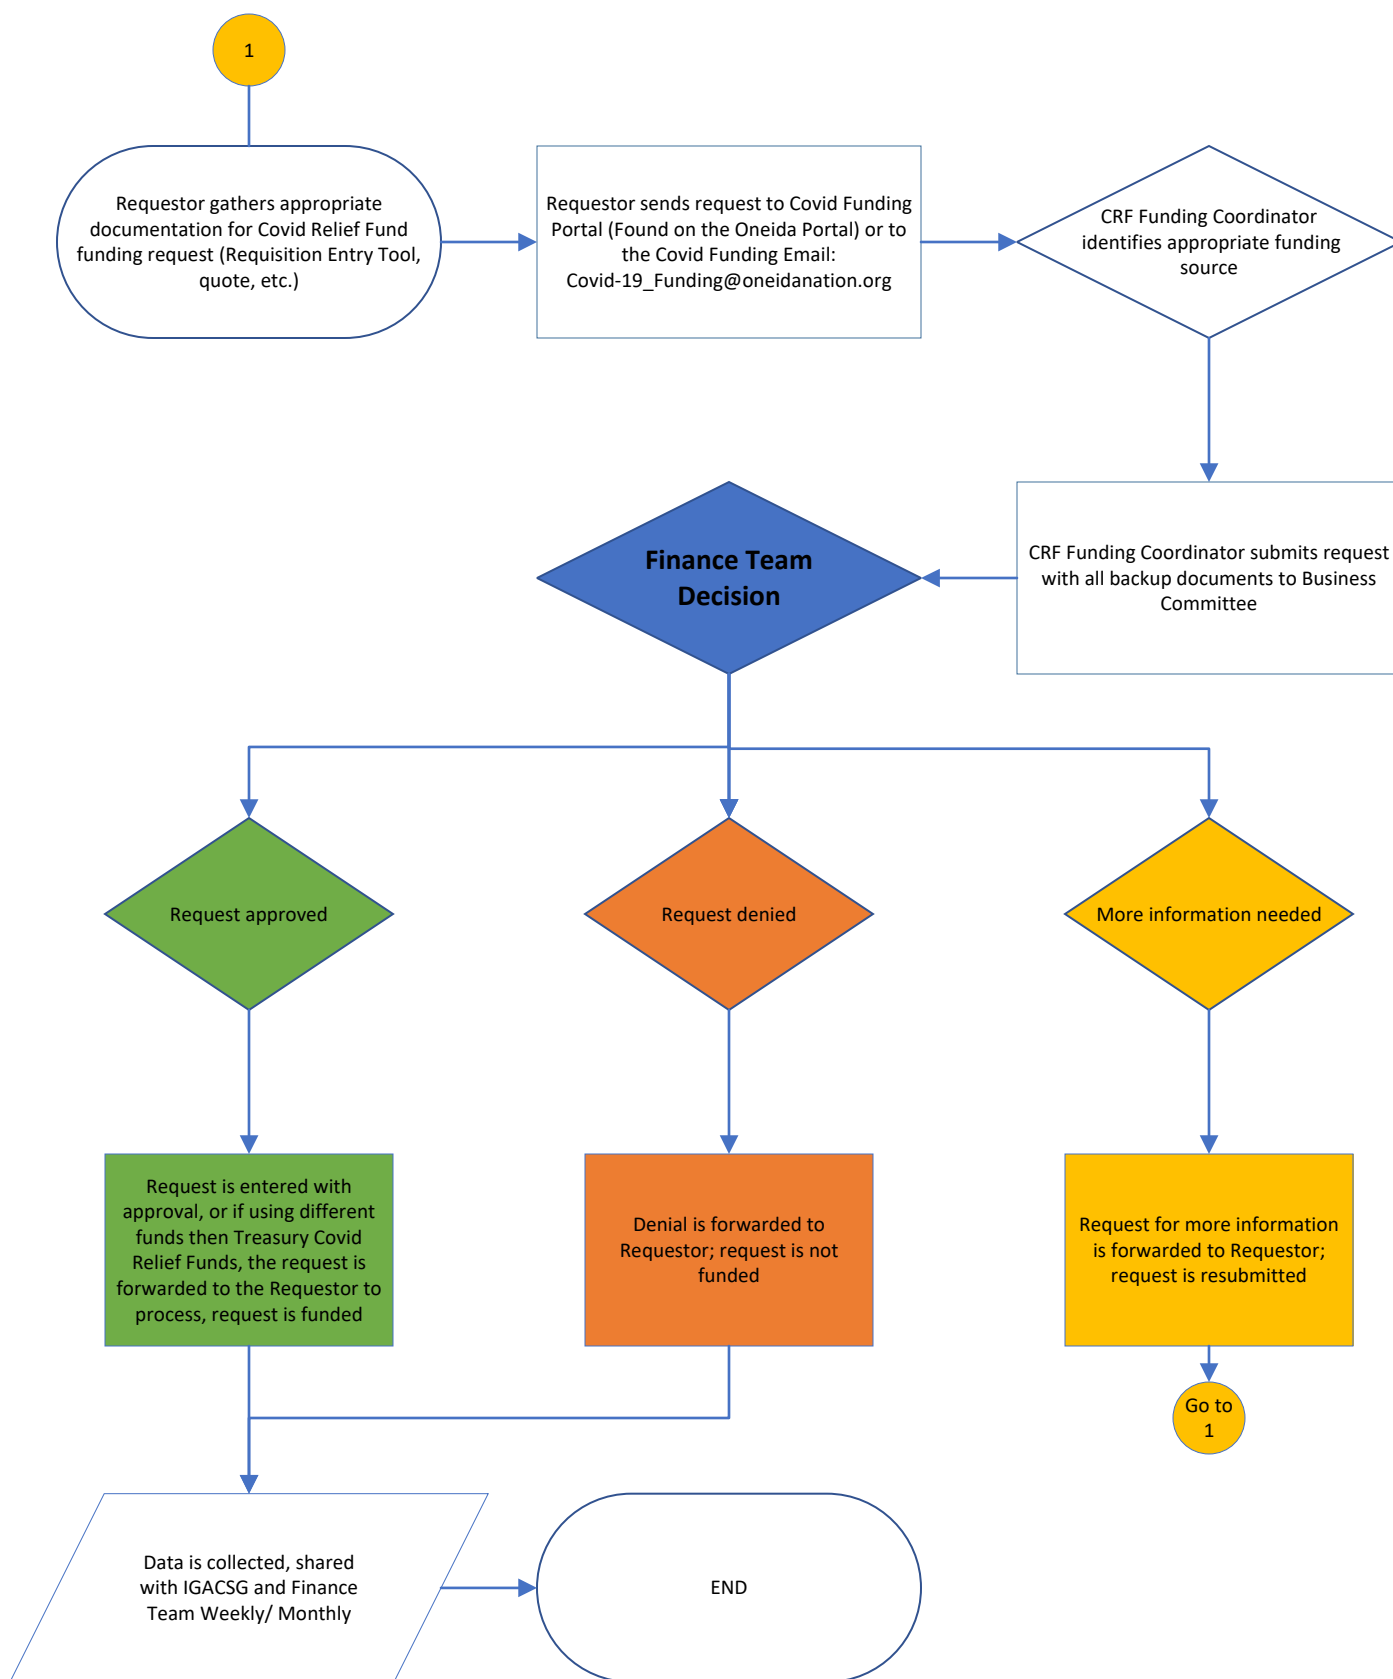 1
Requestor gathers appropriate
documentation for Covid Relief Fund
funding request (Requisition Entry Tool,
quote, etc.)
Requestor sends request to Covid Funding
Portal (Found on the Oneida Portal) or to
the Covid Funding Email:
Covid-19_Funding@oneidanation.org
CRF Funding Coordinator
identifies appropriate funding
source
CRF Funding Coordinator submits request
with all backup documents to Business
Committee
Finance Team
Decision
Request approved
Request denied
More information needed
Request is entered with
approval, or if using different
funds then Treasury Covid
Relief Funds, the request is
forwarded to the Requestor to
process, request is funded
Denial is forwarded to
Requestor; request is not
funded
Request for more information
is forwarded to Requestor;
request is resubmitted
Go to
1
Data is collected, shared
with IGACSG and Finance
Team Weekly/ Monthly
END